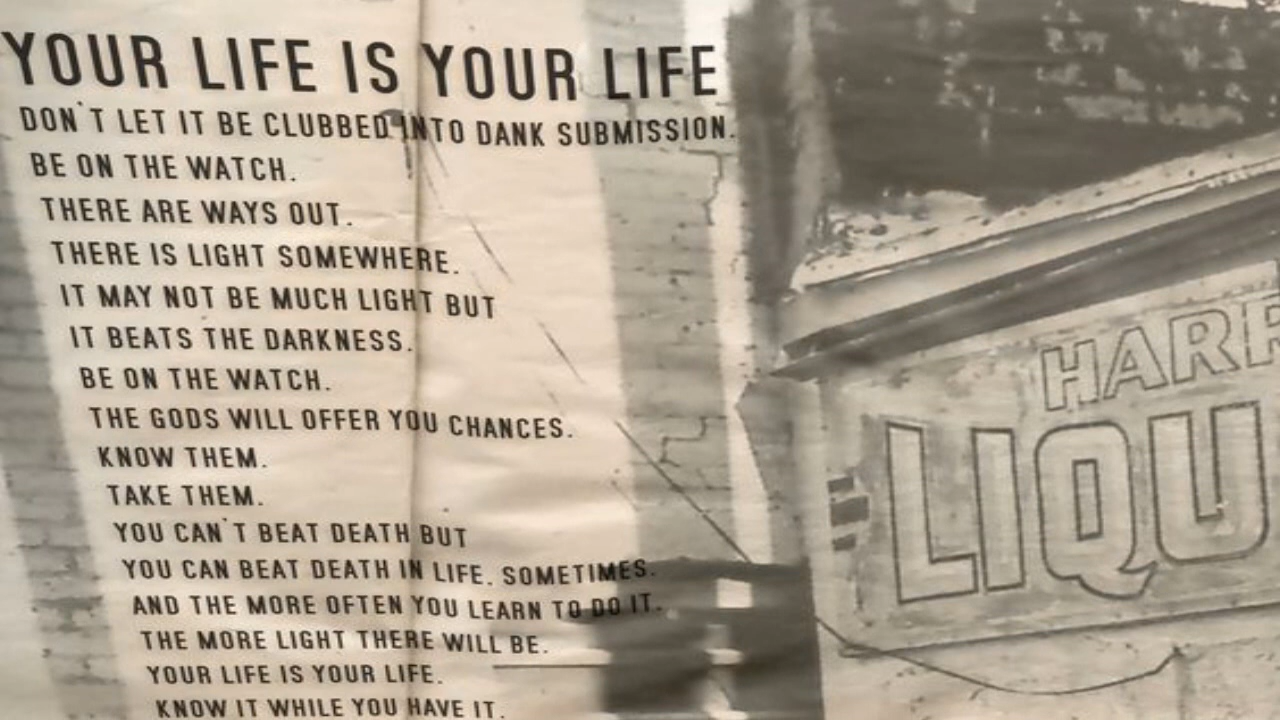 YOUR LIFE IS YOUR LIFE
DON'T LET IT BE CLUBBED INTO DANK SUBMISSION.
BE ON THE WATCH.
THERE ARE WAYS OUT.
THERE IS LIGHT SOMEWHERE.
IT MAY NOT BE MUCH LIGHT BUT
IT BEATS THE DARKNESS.
BE ON THE WATCH.
THE GODS WILL OFFER YOU CHANCES.
KNOW THEM.
TAKE THEM.
YOU CAN'T BEAT DEATH BUT
YOU CAN BEAT DEATH IN LIFE, SOMETIMES.
AND THE MORE OFTEN YOU LEARN TO DO IT,
THE MORE LIGHT THERE WILL BE.
YOUR LIFE IS YOUR LIFE.
KNOW IT WHILE YOU HAVE IT.
HARR
LIQU